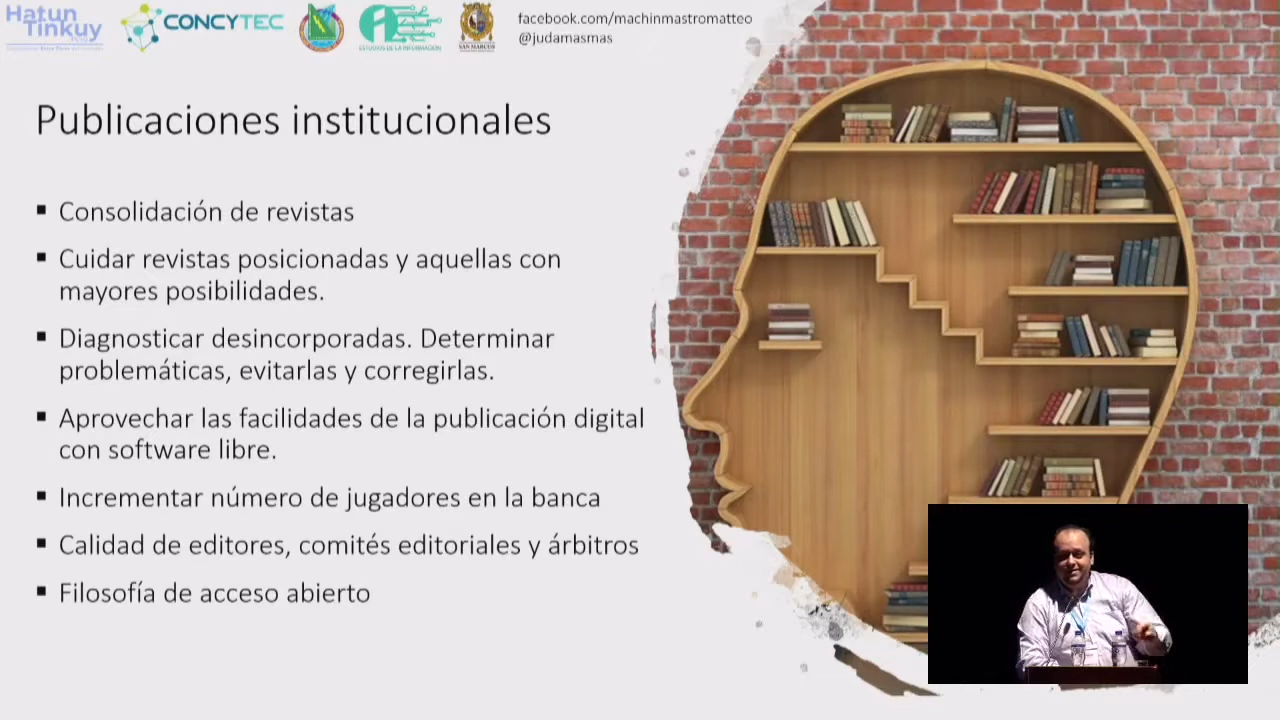 Hatun
Tinkuy
CONCYTEC
ESTUDIOS DE LA INFORMACIÓN
SAN MARCOS
facebook.com/machinmastromatteo
@judamasmas
Publicaciones institucionales
▪ Consolidación de revistas
▪ Cuidar revistas posicionadas y aquellas con
mayores posibilidades.
▪ Diagnosticar desincorporadas. Determinar
problemáticas, evitarlas y corregirlas.
▪ Aprovechar las facilidades de la publicación digital
con software libre.
▪ Incrementar número de jugadores en la banca
▪ Calidad de editores, comités editoriales y árbitros
▪ Filosofía de acceso abierto